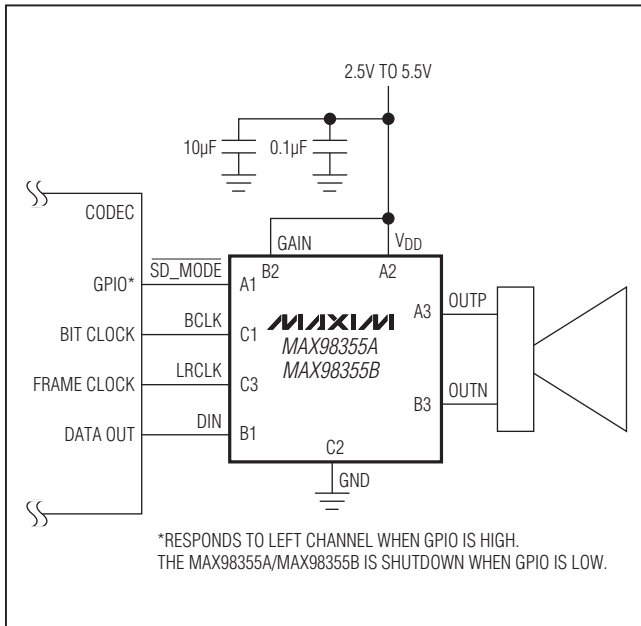 2.5V TO 5.5V
10µF
0.1µF
CODEC
GAIN
VDD
B2
A2
GPIO*
SD_MODE
A1
A3
OUTP
MAXIM
BIT CLOCK
BCLK
C1
MAX98355A
MAX98355B
FRAME CLOCK
LRCLK
C3
B3
OUTN
DATA OUT
DIN
B1
C2
GND
*RESPONDS TO LEFT CHANNEL WHEN GPIO IS HIGH.
THE MAX98355A/MAX98355B IS SHUTDOWN WHEN GPIO IS LOW.